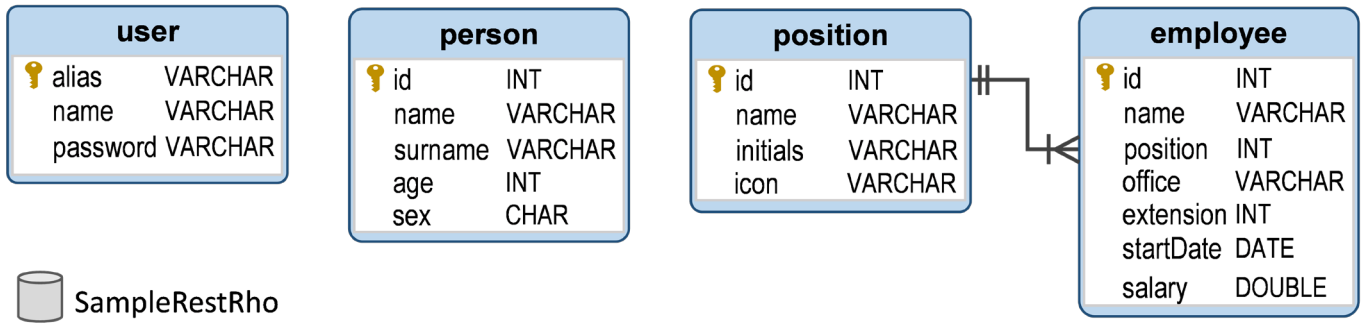 user
alias VARCHAR
name VARCHAR
password VARCHAR
person
id INT
name VARCHAR
surname VARCHAR
age INT
sex CHAR
position
id INT
name VARCHAR
initials VARCHAR
icon VARCHAR
employee
id INT
name VARCHAR
position INT
office VARCHAR
extension INT
startDate DATE
salary DOUBLE
SampleRestRho